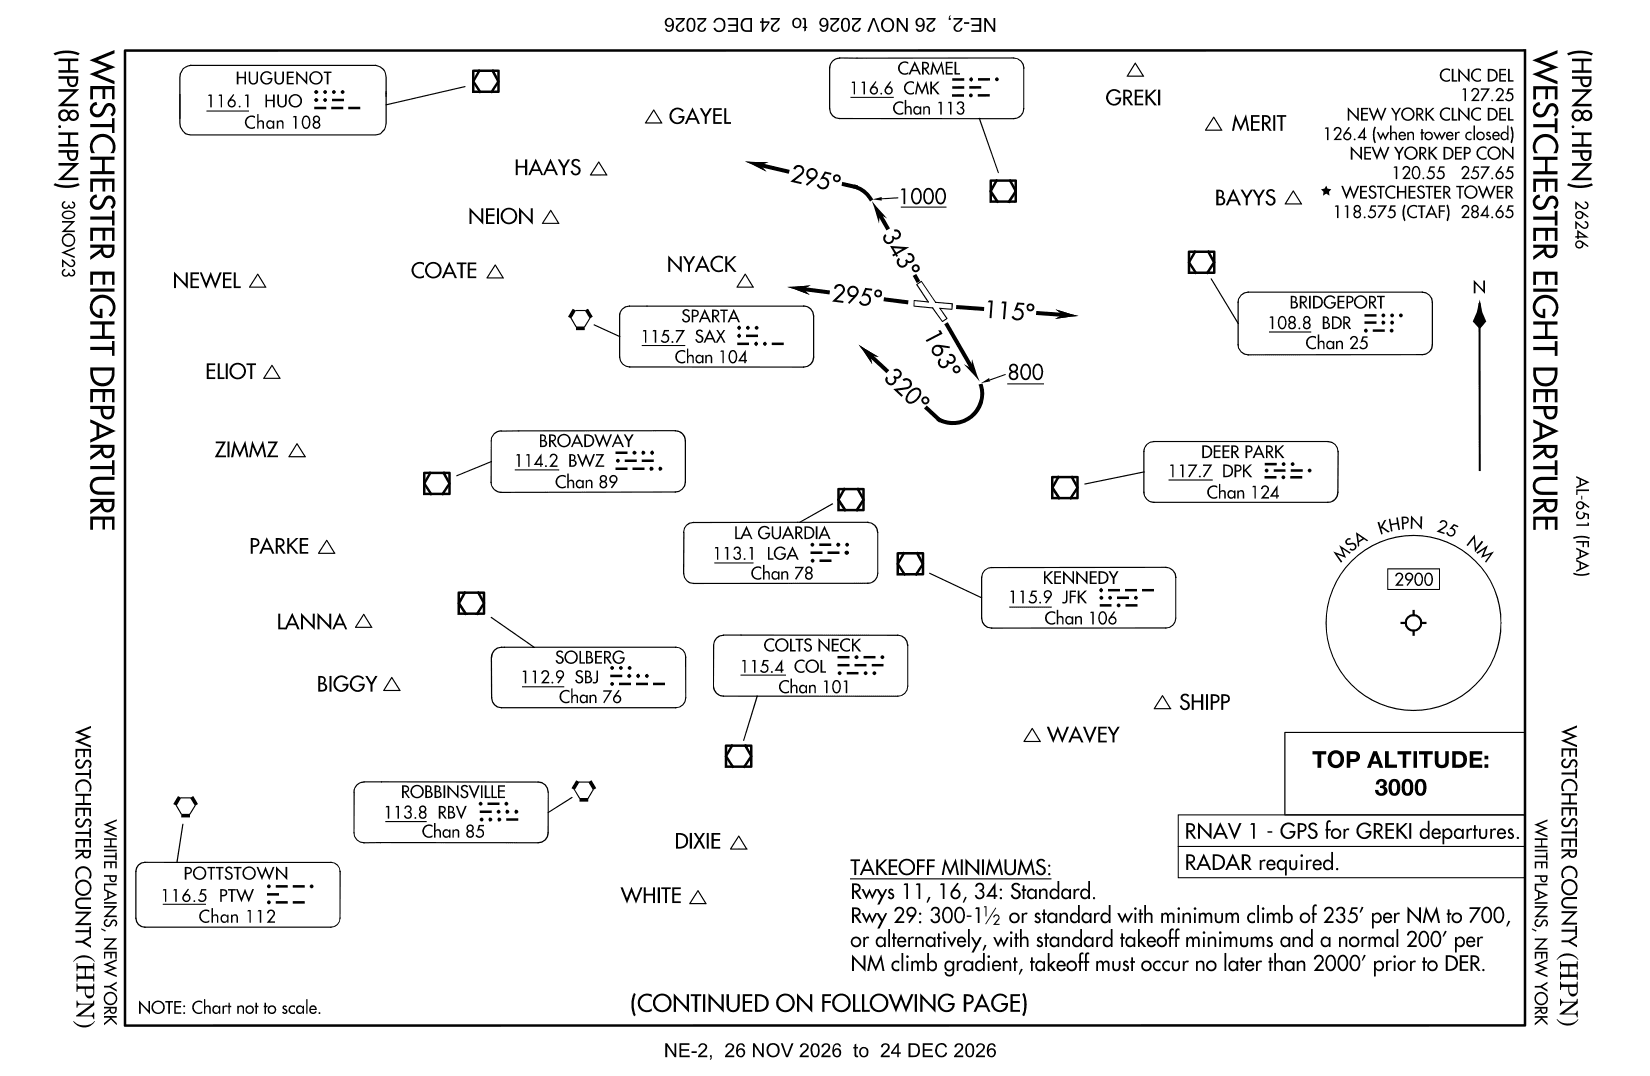 NE-2, 26 NOV 2026 to 24 DEC 2026
WESTCHESTER EIGHT DEPARTURE
(HPN8.HPN) 30NOV23
WESTCHESTER COUNTY (HPN)
WHITE PLAINS, NEW YORK
HUGUENOT
116.1 HUO
Chan 108
GAYEL
CARMEL
116.6 CMK
Chan 113
GREKI
MERIT
CLNC DEL
127.25
NEW YORK CLNC DEL
126.4 (when tower closed)
NEW YORK DEP CON
120.55 257.65
WESTCHESTER TOWER
118.575 (CTAF) 284.65
HAAYS
295°
1000
BAYYS
NEION
343°
COATE
NYACK
NEWEL
295°
115°
N
SPARTA
115.7 SAX
Chan 104
BRIDGEPORT
108.8 BDR
Chan 25
163°
ELIOT
800
320°
ZIMMZ
BROADWAY
114.2 BWZ
Chan 89
DEER PARK
117.7 DPK
Chan 124
PARKE
LA GUARDIA
113.1 LGA
Chan 78
MSA KHPN 25 NM
2900
KENNEDY
115.9 JFK
Chan 106
LANNA
SOLBERG
112.9 SBJ
Chan 76
COLTS NECK
115.4 COL
Chan 101
BIGGY
SHIPP
WAVEY
TOP ALTITUDE:
3000
ROBBINSVILLE
113.8 RBV
Chan 85
RNAV 1 - GPS for GREKI departures.
RADAR required.
DIXIE
POTTSTOWN
116.5 PTW
Chan 112
WHITE
TAKEOFF MINIMUMS:
Rwys 11, 16, 34: Standard.
Rwy 29: 300-1½ or standard with minimum climb of 235’ per NM to 700,
or alternatively, with standard takeoff minimums and a normal 200’ per
NM climb gradient, takeoff must occur no later than 2000’ prior to DER.
NOTE: Chart not to scale.
(CONTINUED ON FOLLOWING PAGE)
WESTCHESTER EIGHT DEPARTURE
(HPN8.HPN) 26246
AL-651 (FAA)
WESTCHESTER COUNTY (HPN)
WHITE PLAINS, NEW YORK
NE-2, 26 NOV 2026 to 24 DEC 2026